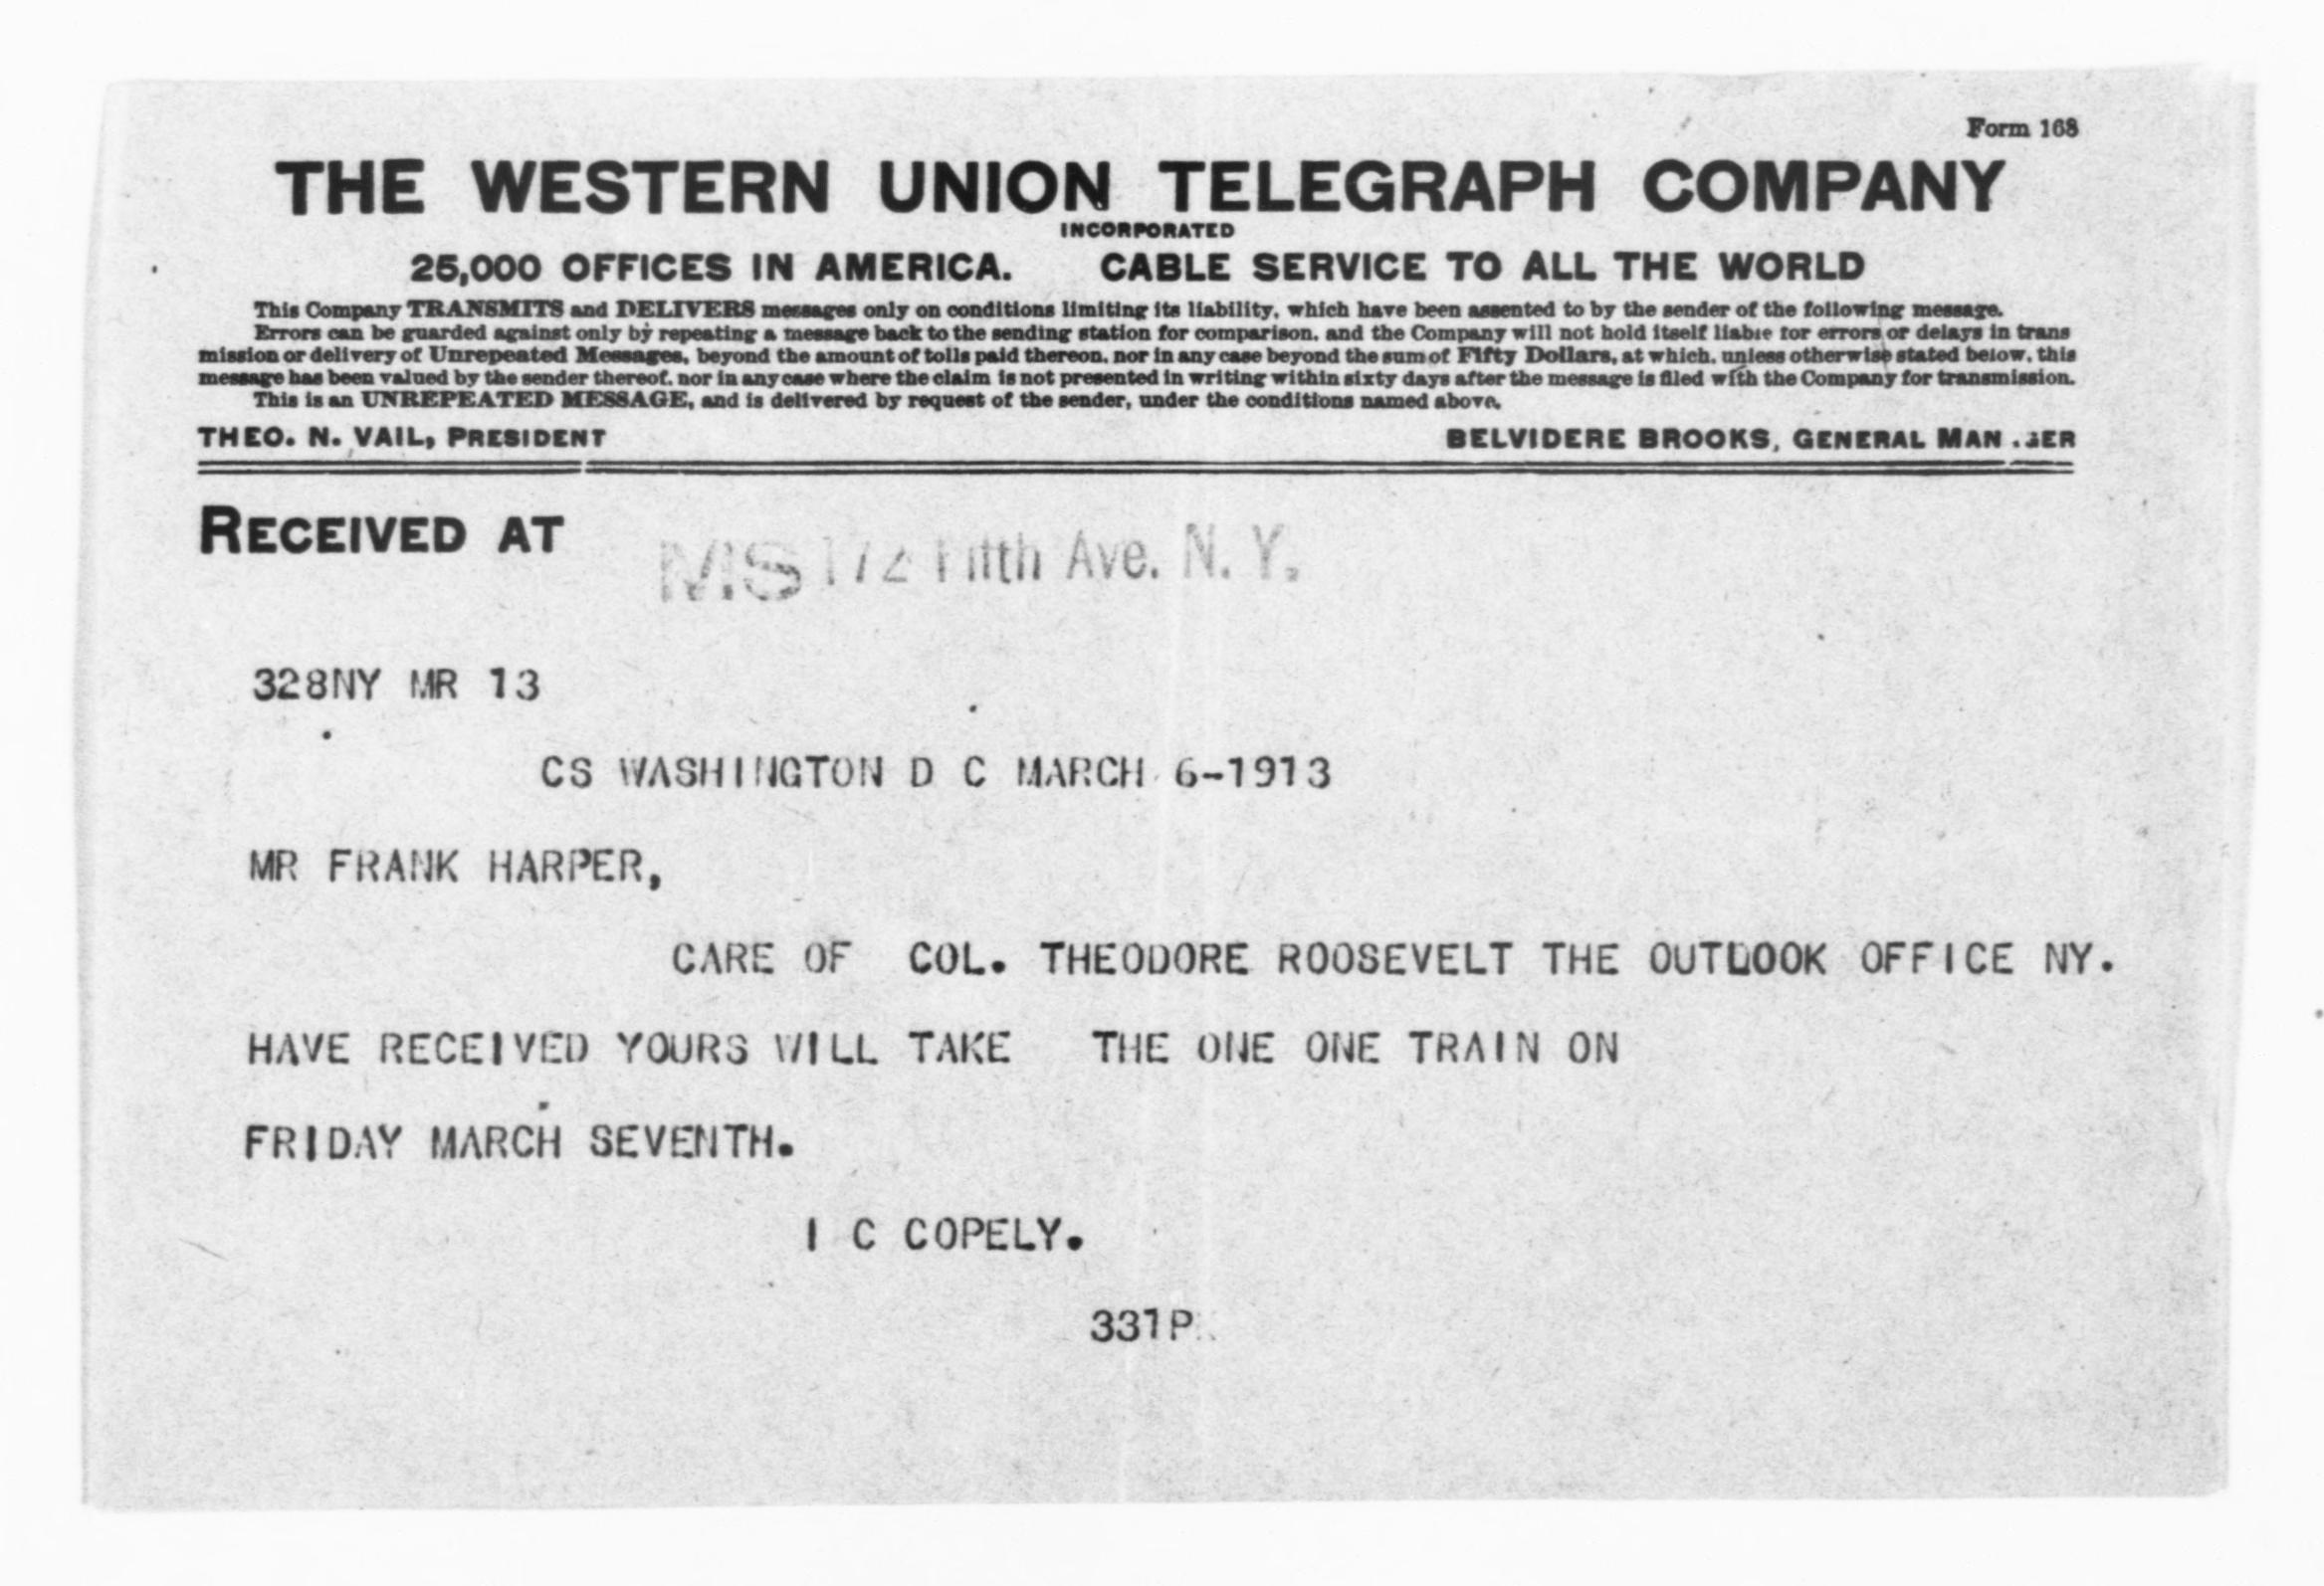 Form 168
THE WESTERN UNION TELEGRAPH COMPANY
INCORPORATED
25,000 OFFICES IN AMERICA. CABLE SERVICE TO ALL THE WORLD
This Company TRANSMITS and DELIVERS messages only on conditions limiting its liability, which have been assented to by the sender of the following message.
Errors can be guarded against only by repeating a message back to the sending station for comparison, and the Company will not hold itself liable for errors or delays in trans
mission or delivery of Unrepeated Messages, beyond the amount of tolls paid thereon, nor in any case beyond the sum of Fifty Dollars, at which, unless otherwise stated below, this
message has been valued by the sender thereof, nor in any case where the claim is not presented in writing within sixty days after the message is filed with the Company for transmission.
This is an UNREPEATED MESSAGE, and is delivered by request of the sender, under the conditions named above.
THEO. N. VAIL, PRESIDENT BELVIDERE BROOKS, GENERAL MANAGER
RECEIVED AT MS 172 Fifth Ave. N. Y.
328NY MR 13
CS WASHINGTON D C MARCH 6-1913
MR FRANK HARPER,
CARE OF COL. THEODORE ROOSEVELT THE OUTLOOK OFFICE NY.
HAVE RECEIVED YOURS WILL TAKE THE ONE ONE TRAIN ON
FRIDAY MARCH SEVENTH.
I C COPELY.
331P